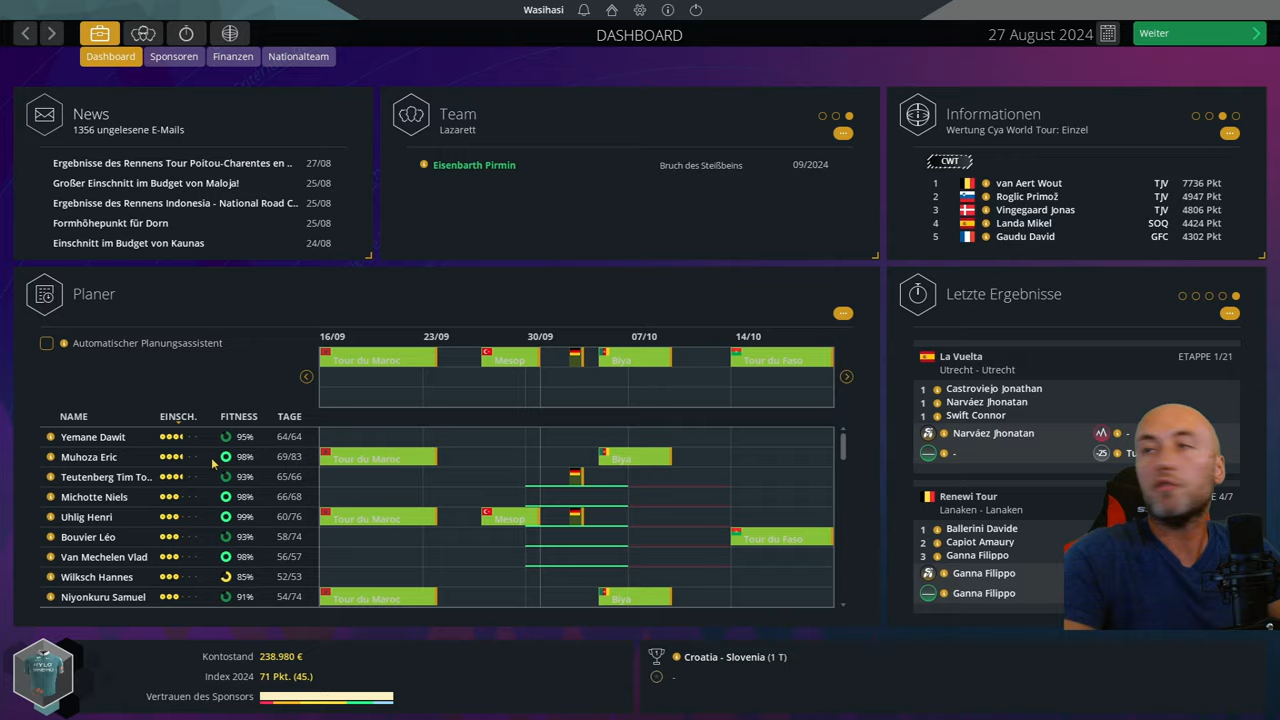 Wasihasi
DASHBOARD
27 August 2024
Weiter
Dashboard
Sponsoren
Finanzen
Nationalteam
News
1356 ungelesene E-Mails
Ergebnisse des Rennens Tour Poitou-Charentes en .. 27/08
Großer Einschnitt im Budget von Maloja! 25/08
Ergebnisse des Rennens Indonesia - National Road C.. 25/08
Formhöhepunkt für Dorn 25/08
Einschnitt im Budget von Kaunas 24/08
Team
Lazarett
Eisenbarth Pirmin Bruch des Steißbeins 09/2024
Informationen
Wertung Cya World Tour: Einzel
CWT
1 van Aert Wout TJV 7736 Pkt
2 Roglic Primož TJV 4947 Pkt
3 Vingegaard Jonas TJV 4806 Pkt
4 Landa Mikel SOQ 4424 Pkt
5 Gaudu David GFC 4302 Pkt
Planer
Automatischer Planungsassistent
16/09 23/09 30/09 07/10 14/10
Tour du Maroc Mesop Biya Tour du Faso
NAME EINSCH. FITNESS TAGE
Yemane Dawit 95% 64/64
Muhoza Eric 98% 69/83 Tour du Maroc Biya
Teutenberg Tim To.. 93% 65/66
Michotte Niels 98% 66/68
Uhlig Henri 99% 60/76 Tour du Maroc Mesop
Bouvier Léo 93% 58/74 Tour du Faso
Van Mechelen Vlad 98% 56/57
Wilksch Hannes 85% 52/53
Niyonkuru Samuel 91% 54/74 Tour du Maroc Biya
Letzte Ergebnisse
La Vuelta ETAPPE 1/21
Utrecht - Utrecht
1 Castroviejo Jonathan
1 Narváez Jhonatan
1 Swift Connor
Narváez Jhonatan -
- -25
Renewi Tour E 4/7
Lanaken - Lanaken
1 Ballerini Davide
2 Capiot Amaury
3 Ganna Filippo
Ganna Filippo
Ganna Filippo
Kontostand 238.980 €
Index 2024 71 Pkt. (45.)
Vertrauen des Sponsors
Croatia - Slovenia (1 T)
-